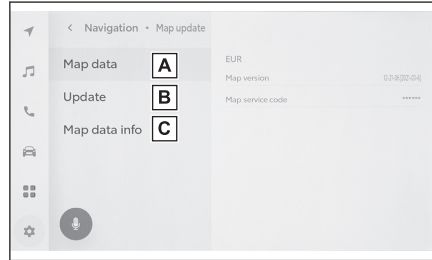 < Navigation • Map update
Map data A
Update B
Map data info C
EUR
Map version
Map service code ******